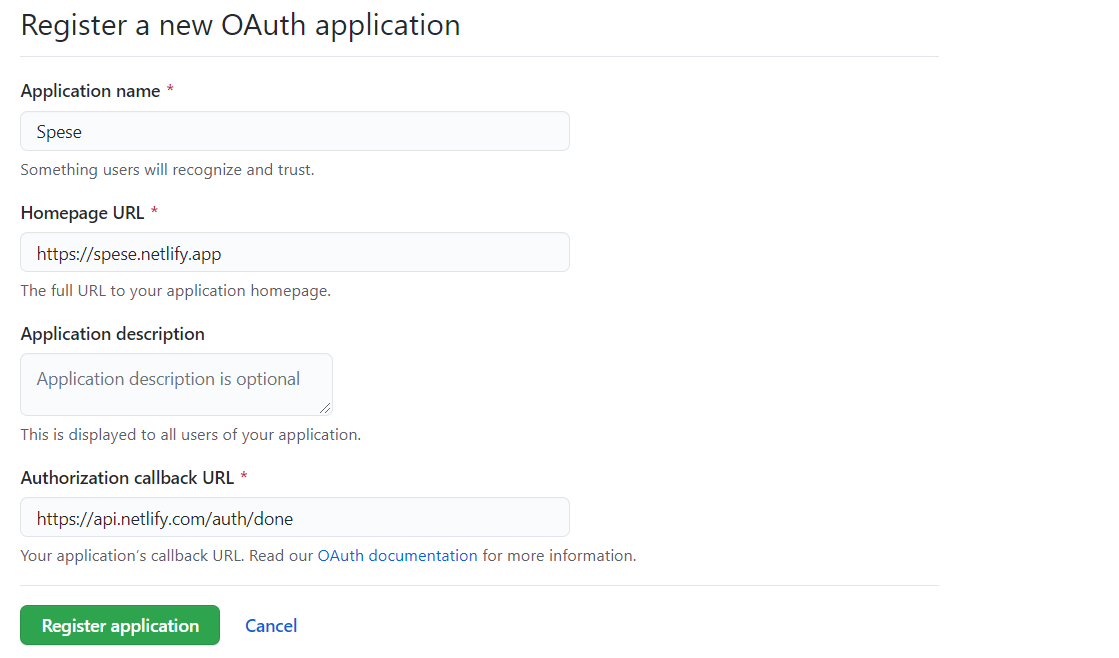 Register a new OAuth application
Application name *
Spese
Something users will recognize and trust.
Homepage URL *
https://spese.netlify.app
The full URL to your application homepage.
Application description
Application description is optional
This is displayed to all users of your application.
Authorization callback URL *
https://api.netlify.com/auth/done
Your application's callback URL. Read our OAuth documentation for more information.
Register application
Cancel